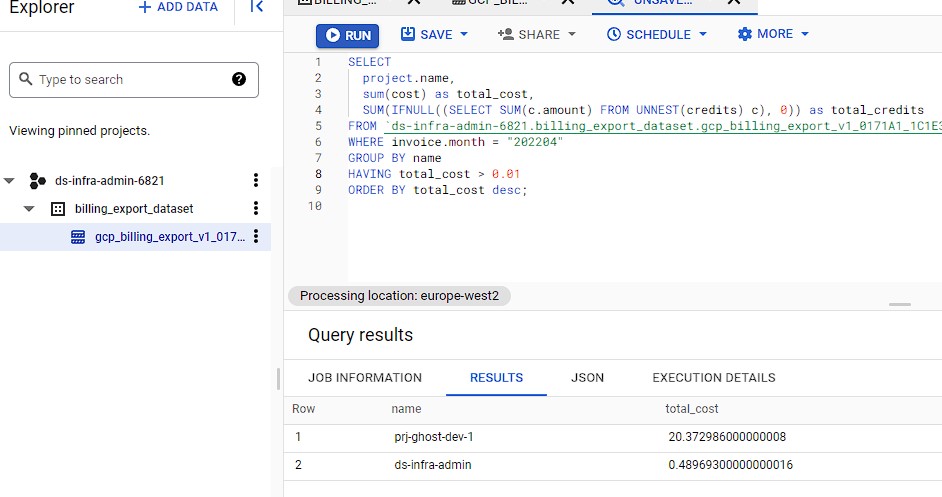 Explorer
+ ADD DATA
Type to search
?
Viewing pinned projects.
ds-infra-admin-6821
billing_export_dataset
gcp_billing_export_v1_017...
BILLING_...
GCP_BIL...
UNSAVE...
RUN
SAVE
SHARE
SCHEDULE
MORE
1 SELECT
2 project.name,
3 sum(cost) as total_cost,
4 SUM(IFNULL((SELECT SUM(c.amount) FROM UNNEST(credits) c), 0)) as total_credits
5 FROM `ds-infra-admin-6821.billing_export_dataset.gcp_billing_export_v1_0171A1_1C1E3
6 WHERE invoice.month = "202204"
7 GROUP BY name
8 HAVING total_cost > 0.01
9 ORDER BY total_cost desc;
10
Processing location: europe-west2
Query results
JOB INFORMATION RESULTS JSON EXECUTION DETAILS
Row name total_cost
1 prj-ghost-dev-1 20.372986000000008
2 ds-infra-admin 0.48969300000000016